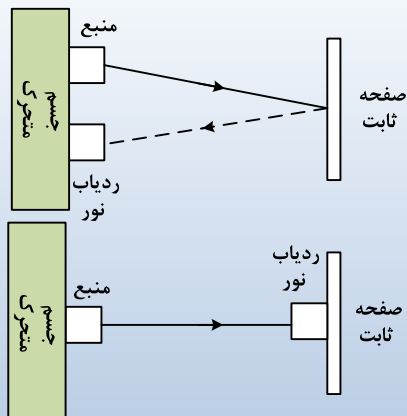 منبع
جسم
متحرک
صفحه
ثابت
ردیاب
نور
ردیاب
نور
منبع
جسم
متحرک
صفحه
ثابت